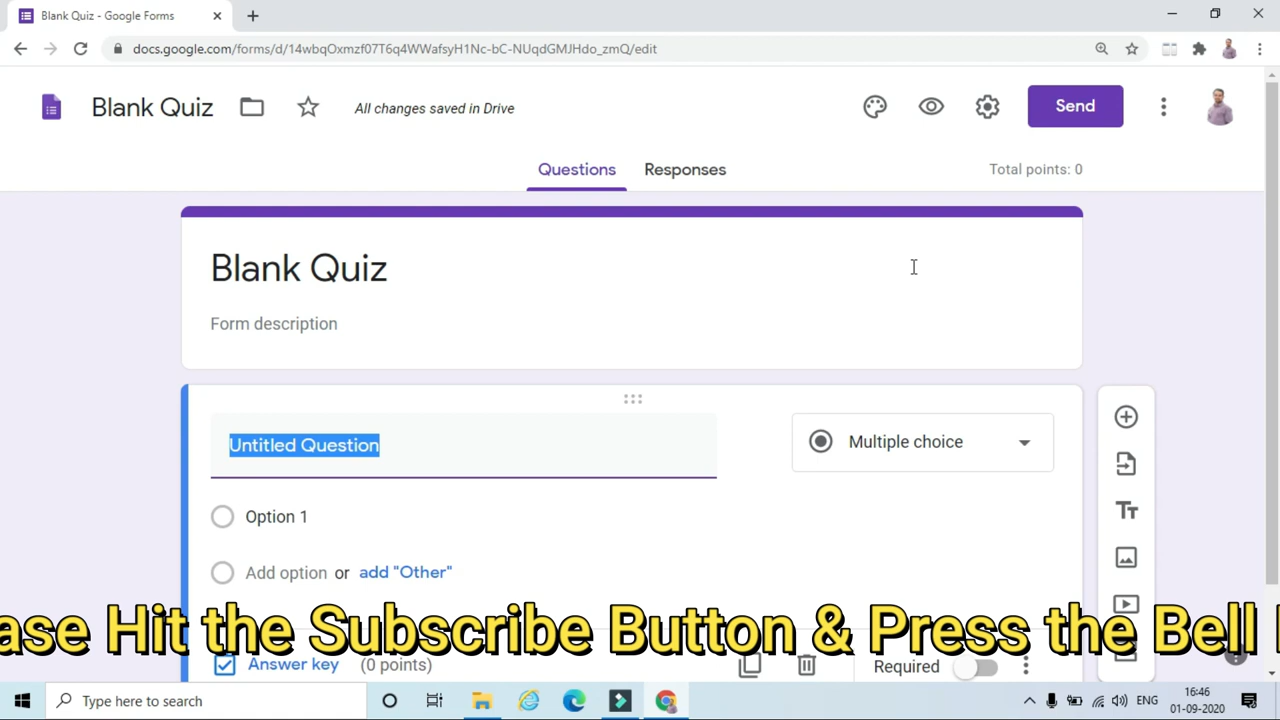 Blank Quiz - Google Forms
docs.google.com/forms/d/14wbqOxmzf07T6q4WWafsyH1Nc-bC-NUqdGMJHdo_zmQ/edit
Blank Quiz
All changes saved in Drive
Send
Questions
Responses
Total points: 0
Blank Quiz
Form description
Untitled Question
Multiple choice
Option 1
Add option or add "Other"
ase Hit the Subscribe Button & Press the Bell
Answer key (0 points)
Required
Type here to search
ENG
16:46
01-09-2020